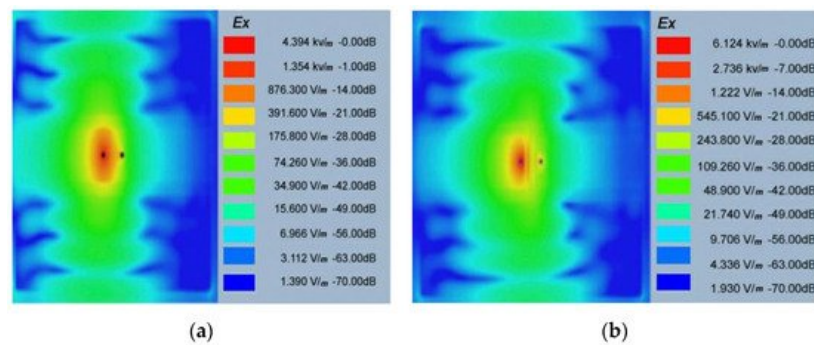 Ex
4.394 kv/m -0.00dB
1.354 kv/m -1.00dB
876.300 V/m -14.00dB
391.600 V/m -21.00dB
175.800 V/m -28.00dB
74.260 V/m -36.00dB
34.900 V/m -42.00dB
15.600 V/m -49.00dB
6.966 V/m -56.00dB
3.112 V/m -63.00dB
1.390 V/m -70.00dB
(a)
Ex
6.124 kv/m -0.00dB
2.736 kv/m -7.00dB
1.222 V/m -14.00dB
545.100 V/m -21.00dB
243.800 V/m -28.00dB
109.260 V/m -36.00dB
48.900 V/m -42.00dB
21.740 V/m -49.00dB
9.706 V/m -56.00dB
4.336 V/m -63.00dB
1.930 V/m -70.00dB
(b)